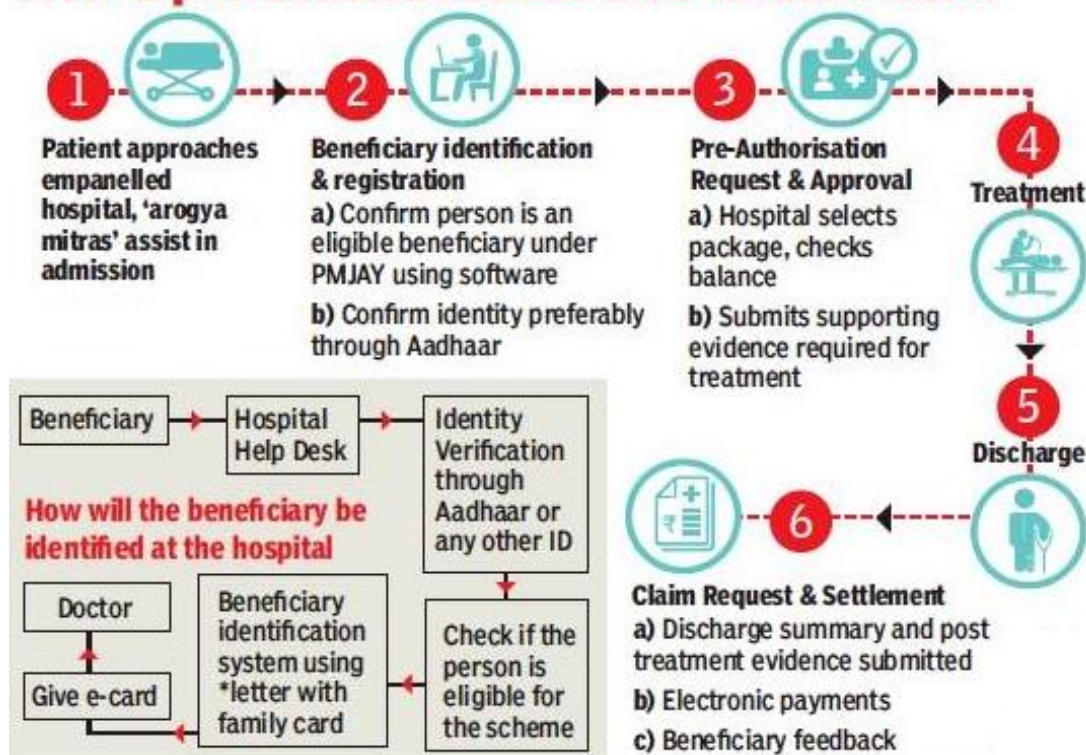 1
Patient approaches
empanelled
hospital, ‘arogya
mitras’ assist in
admission
2
Beneficiary identification
& registration
a) Confirm person is an
eligible beneficiary under
PMJAY using software
b) Confirm identity preferably
through Aadhaar
3
Pre-Authorisation
Request & Approval
a) Hospital selects
package, checks
balance
b) Submits supporting
evidence required for
treatment
4
Treatment
5
Discharge
6
₹
Claim Request & Settlement
a) Discharge summary and post
treatment evidence submitted
b) Electronic payments
c) Beneficiary feedback
How will the beneficiary be
identified at the hospital
Beneficiary
Hospital
Help Desk
Identity
Verification
through
Aadhaar or
any other ID
Check if the
person is
eligible for
the scheme
Beneficiary
identification
system using
*letter with
family card
Give e-card
Doctor